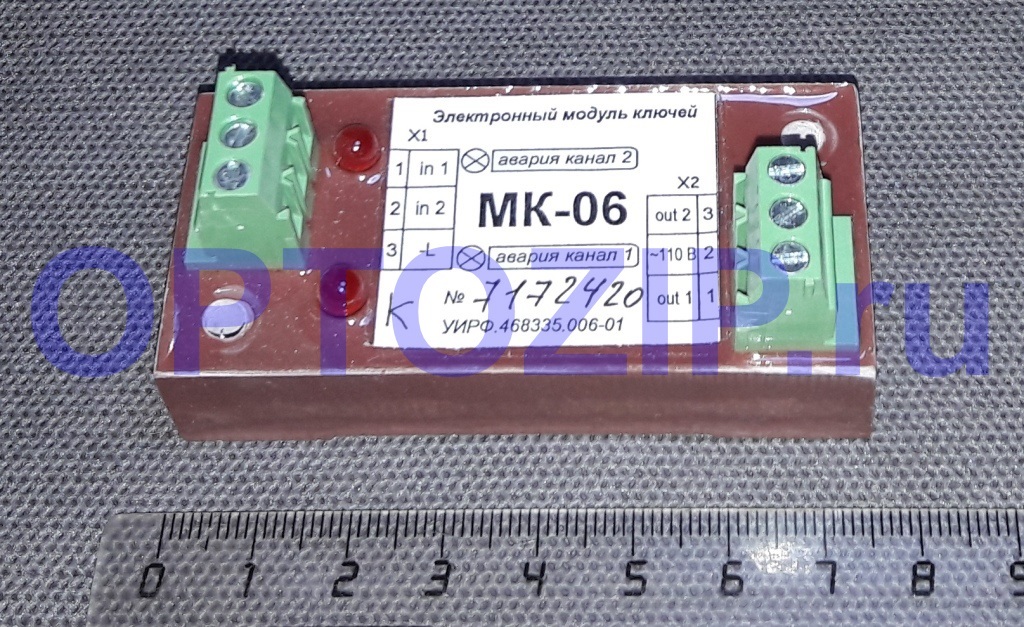 Электронный модуль ключей
X1
1 in 1
авария канал 2
2 in 2
МК-06
X2
out 2 3
3 -L
авария канал 1
~110 В 2
К
№ 7172420
out 1 1
УИРФ.468335.006-01
OPTOZIP.ru
0 1 2 3 4 5 6 7 8 9